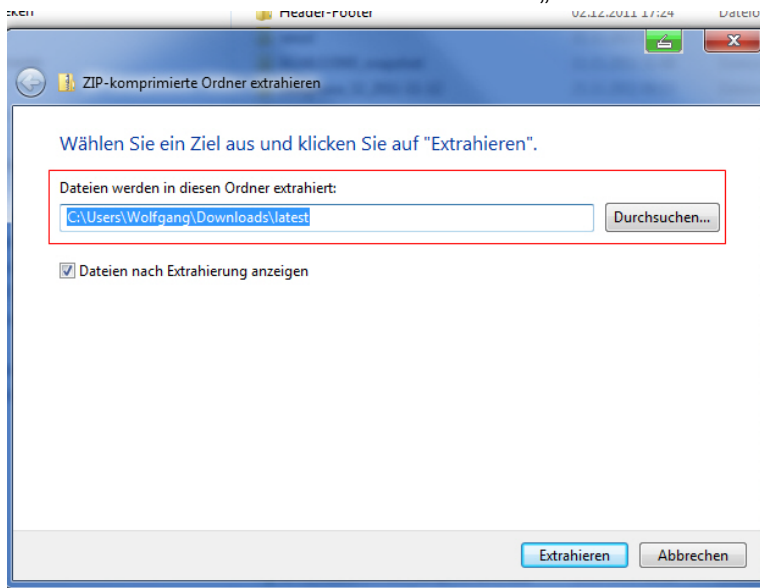 „
Header-Footer 02.12.2011 17:24 Dateio
ZIP-komprimierte Ordner extrahieren
Wählen Sie ein Ziel aus und klicken Sie auf "Extrahieren".
Dateien werden in diesen Ordner extrahiert:
C:\Users\Wolfgang\Downloads\latest Durchsuchen...
Dateien nach Extrahierung anzeigen
Extrahieren Abbrechen